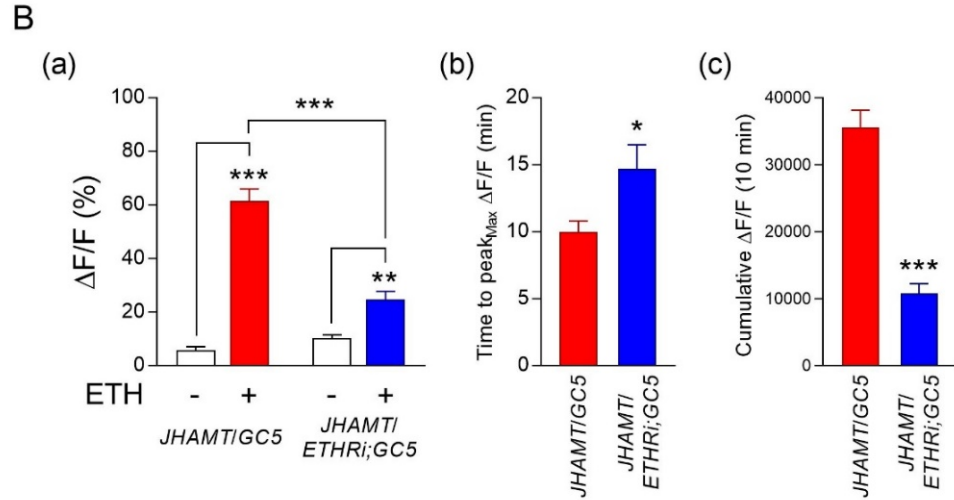 B
(a)
ΔF/F (%)
100
80
60
40
20
0
***
***
**
ETH
- + - +
JHAMT/GC5
JHAMT/
ETHRi;GC5
(b)
Time to peakMax ΔF/F (min)
20
15
10
5
0
*
JHAMT/GC5
JHAMT/
ETHRi;GC5
(c)
Cumulative ΔF/F (10 min)
40000
30000
20000
10000
0
***
JHAMT/GC5
JHAMT/
ETHRi;GC5